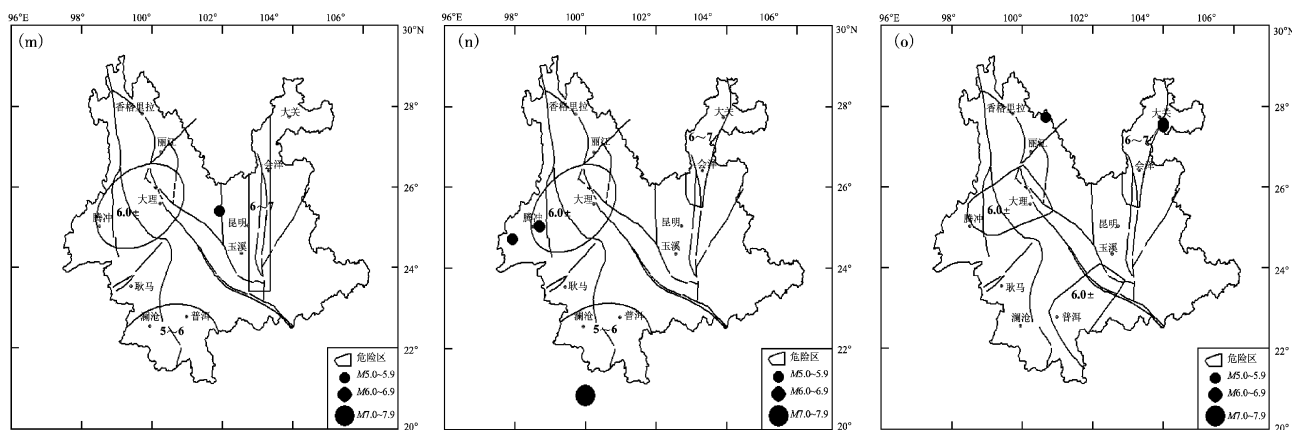 96°E 98° 100° 102° 104° 106°
30°N
(m)
大关
28°
香格里拉
丽江
会泽
26°
大理
6～7
腾冲
6.0±
昆明
玉溪
24°
耿马
澜沧
普洱
5～6
22°
危险区
M5.0~5.9
M6.0~6.9
M7.0~7.9
20°
96°E 98° 100° 102° 104° 106°
30°N
(n)
大关
28°
香格里拉
6～7
丽江
会泽
26°
大理
腾冲
6.0±
昆明
玉溪
24°
耿马
澜沧
普洱
5～6
22°
危险区
M5.0~5.9
M6.0~6.9
M7.0~7.9
20°
96°E 98° 100° 102° 104° 106°
30°N
(o)
大关
28°
香格里拉
6～7
丽江
会泽
26°
大理
腾冲
6.0±
昆明
玉溪
24°
耿马
6.0±
澜沧
普洱
22°
危险区
M5.0~5.9
M6.0~6.9
M7.0~7.9
20°